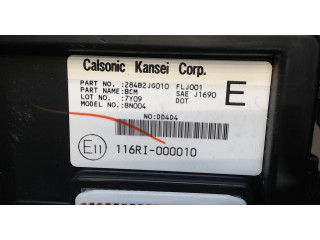 Calsonic Kansei Corp.
PART NO. :284B2JG010 FLJ001
PART NAME:BCM SAE J1690
LOT NO. :7Y09 DOT
MODEL NO.:BN004
E
NO:D04D4
E11 116RI-000010